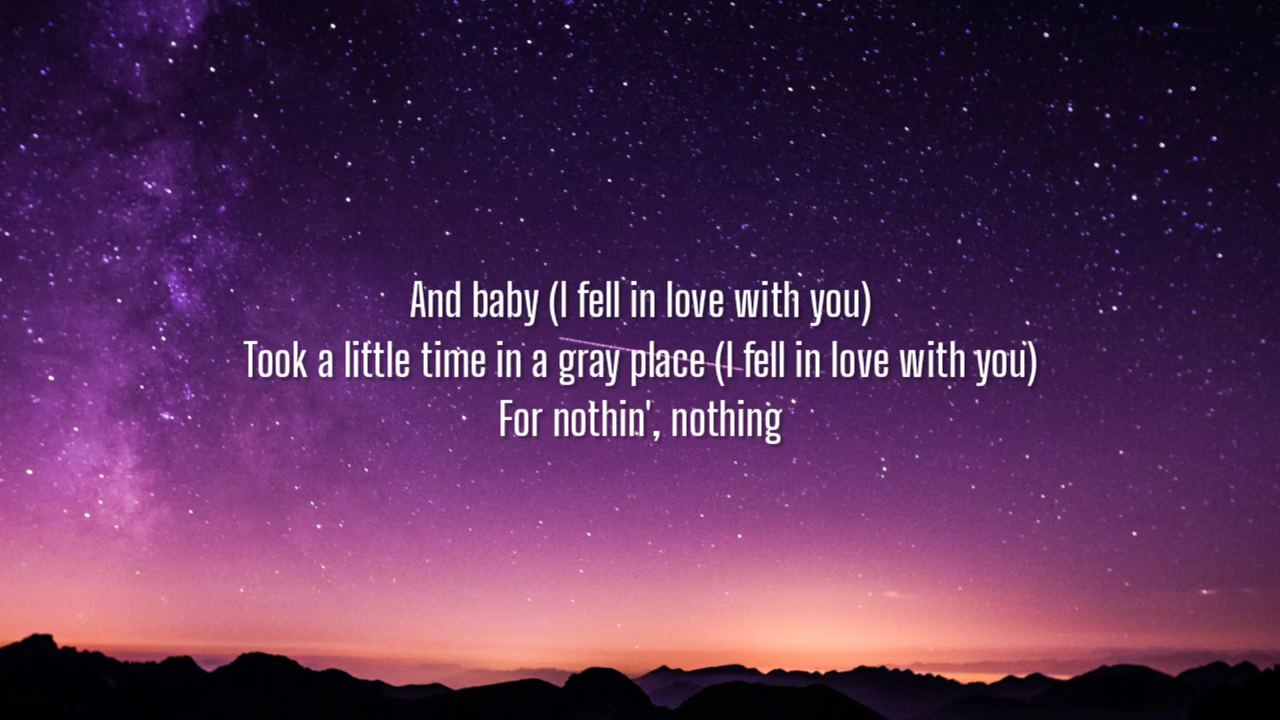 And baby (I fell in love with you)
Took a little time in a gray place (I fell in love with you)
For nothin', nothing